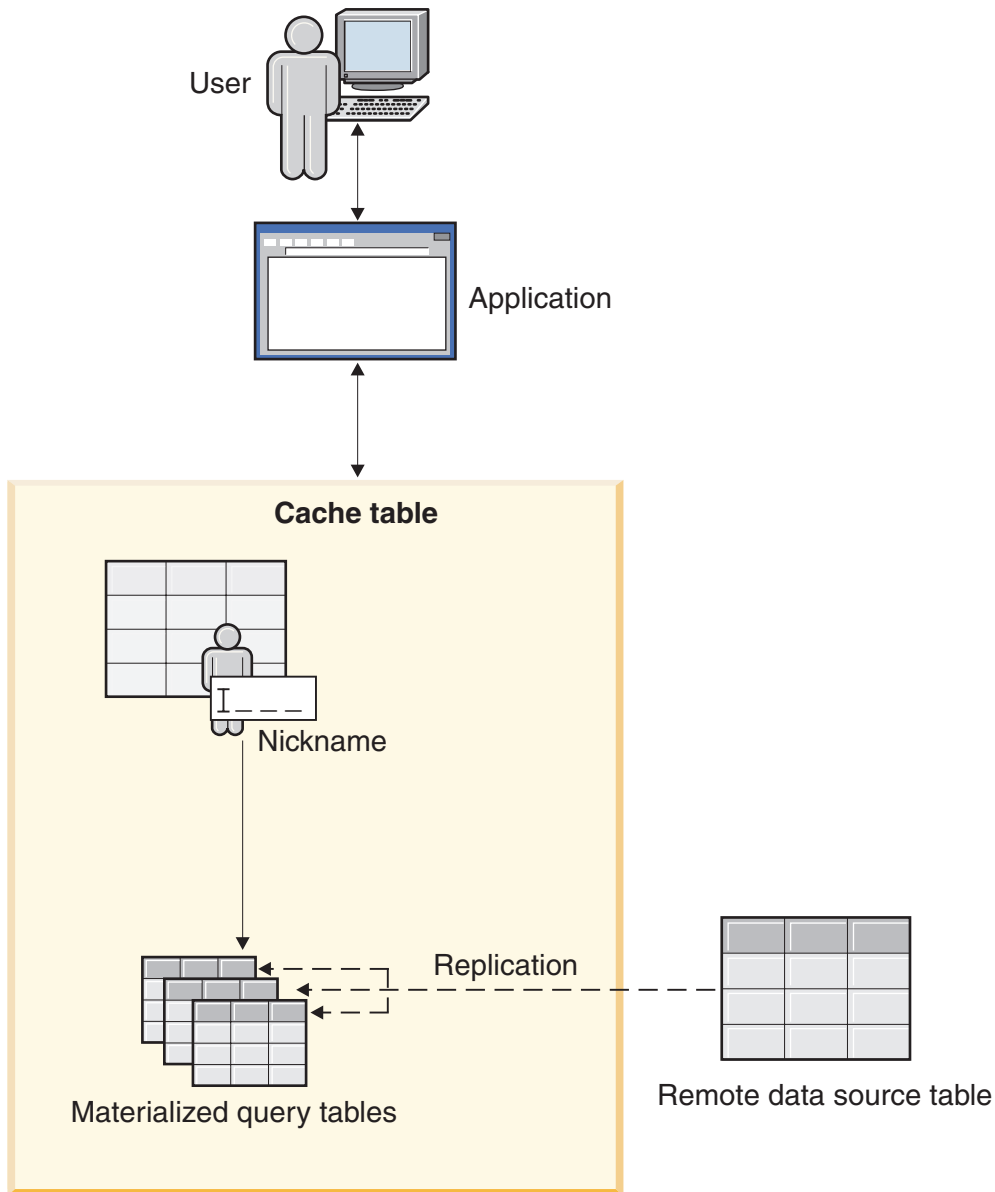 User
Application
Cache table
Nickname
Replication
Materialized query tables
Remote data source table